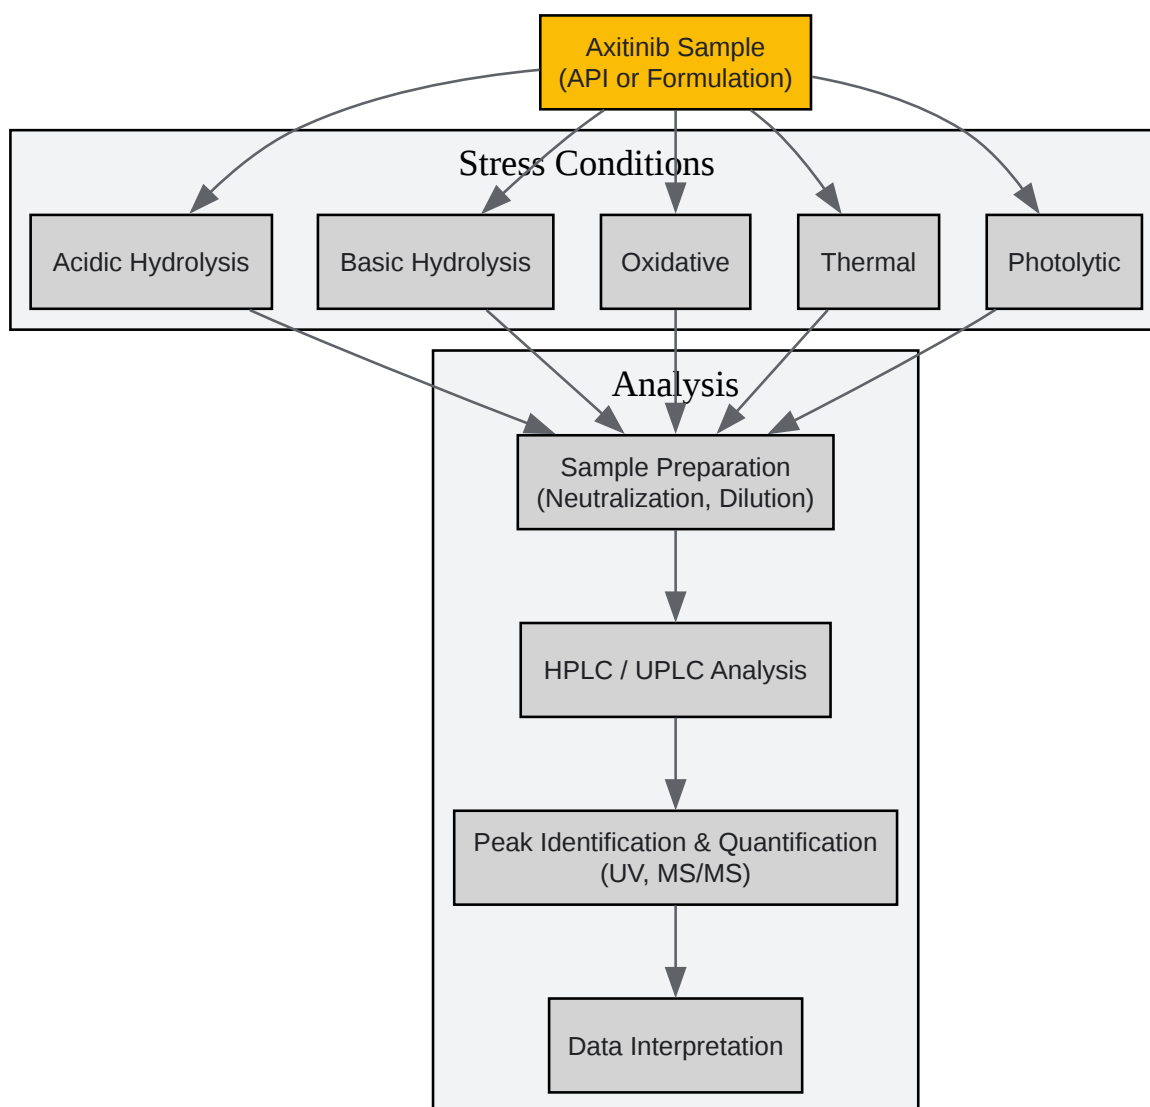 Axitinib Sample
(API or Formulation)
Stress Conditions
Acidic Hydrolysis
Basic Hydrolysis
Oxidative
Thermal
Photolytic
Analysis
Sample Preparation
(Neutralization, Dilution)
HPLC / UPLC Analysis
Peak Identification & Quantification
(UV, MS/MS)
Data Interpretation